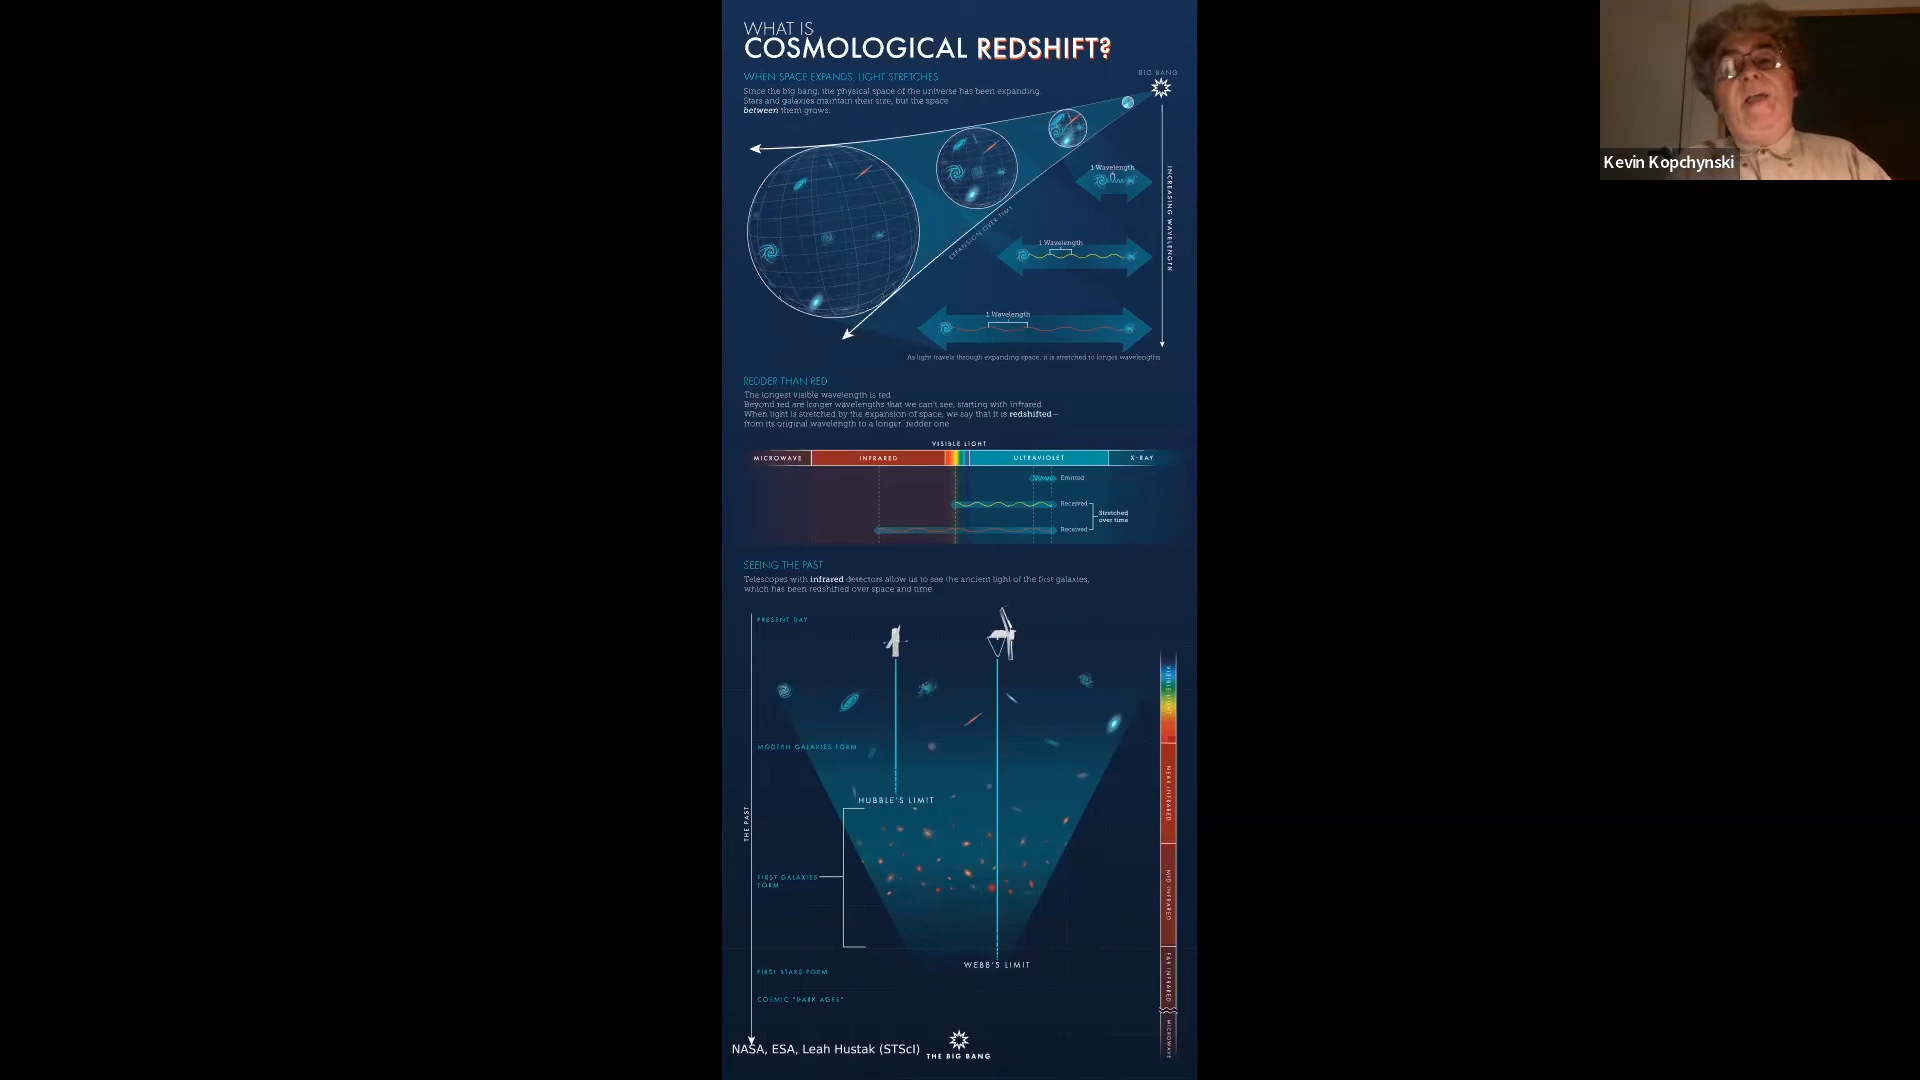 WHAT IS
COSMOLOGICAL REDSHIFT?
WHEN SPACE EXPANDS, LIGHT STRETCHES
Since the big bang, the physical space of the universe has been expanding.
Stars and galaxies maintain their size, but the space
between them grows.
BIG BANG
1 Wavelength
INCREASING WAVELENGTH
EXPANSION OVER TIME
1 Wavelength
1 Wavelength
As light travels through expanding space, it is stretched to longer wavelengths
REDDER THAN RED
The longest visible wavelength is red.
Beyond red are longer wavelengths that we can't see, starting with infrared.
When light is stretched by the expansion of space, we say that it is redshifted—
from its original wavelength to a longer, redder one.
VISIBLE LIGHT
MICROWAVE INFRARED ULTRAVIOLET X-RAY
Emitted
Received
Stretched
over time
Received
SEEING THE PAST
Telescopes with infrared detectors allow us to see the ancient light of the first galaxies,
which has been redshifted over space and time.
PRESENT DAY
VISIBLE LIGHT
MODERN GALAXIES FORM
NEAR INFRARED
HUBBLE'S LIMIT
THE PAST
FIRST GALAXIES
FORM
MID INFRARED
WEBB'S LIMIT
FIRST STARS FORM
FAR INFRARED
COSMIC "DARK AGES"
MICROWAVE
NASA, ESA, Leah Hustak (STScI)
THE BIG BANG
Kevin Kopchynski